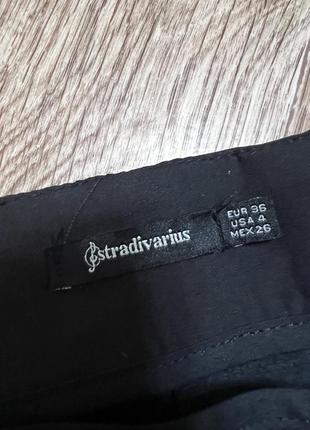 stradivarius
EUR 36
USA 4
MEX 26